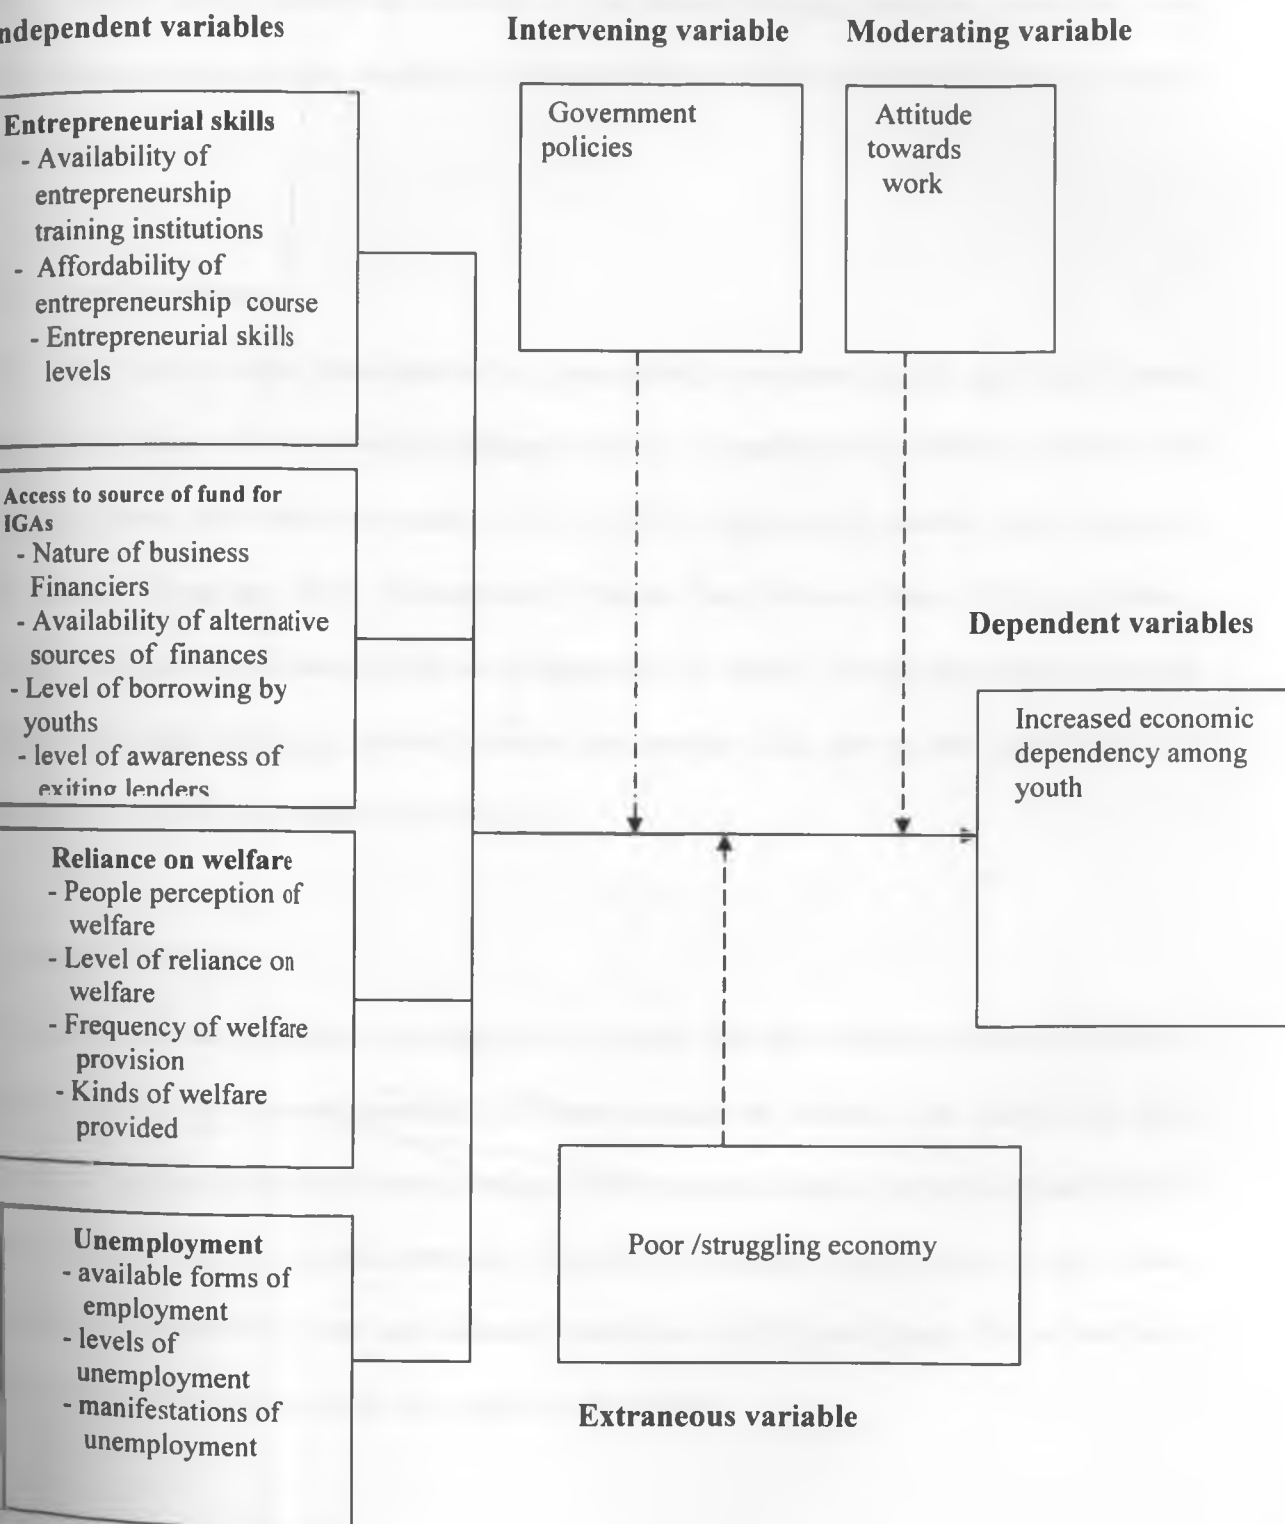 ndependent variables
Intervening variable
Moderating variable
Entrepreneurial skills
- Availability of
entrepreneurship
training institutions
- Affordability of
entrepreneurship course
- Entrepreneurial skills
levels
Government
policies
Attitude
towards
work
Access to source of fund for
IGAs
- Nature of business
Financiers
- Availability of alternative
sources of finances
- Level of borrowing by
youths
- level of awareness of
exiting lenders
Reliance on welfare
- People perception of
welfare
- Level of reliance on
welfare
- Frequency of welfare
provision
- Kinds of welfare
provided
Unemployment
- available forms of
employment
- levels of
unemployment
- manifestations of
unemployment
Dependent variables
Increased economic
dependency among
youth
Poor /struggling economy
Extraneous variable